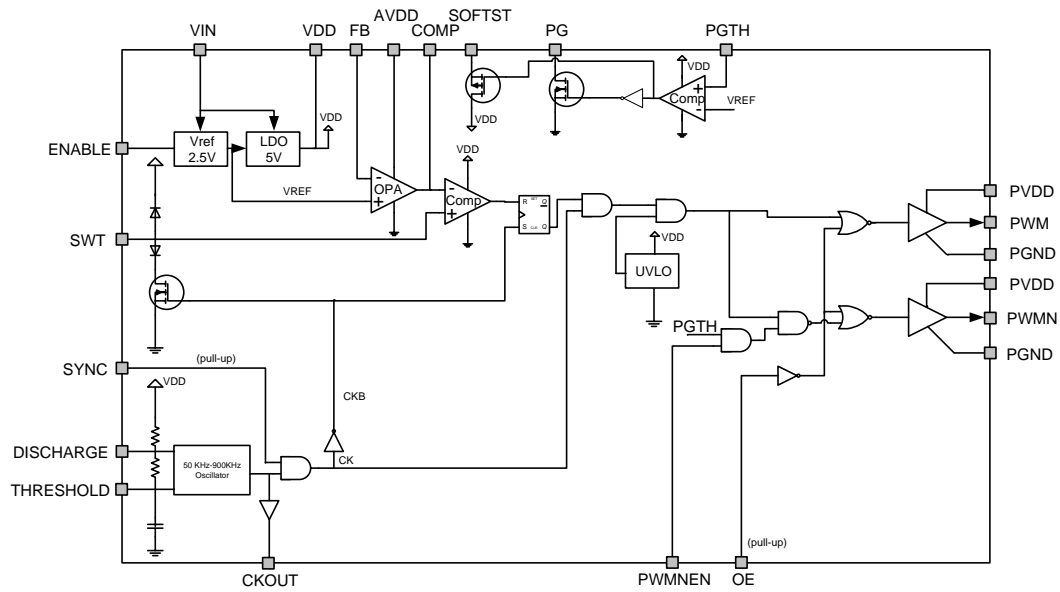 SOFTST
AVDD
VIN
VDD
FB
COMP
PG
PGTH
VDD
Comp
VREF
VDD
VDD
ENABLE
Vref
2.5V
LDO
5V
VDD
VREF
OPA
Comp
R
SET
Q
S
CLR
Q
SWT
VDD
UVLO
PVDD
PWM
PGND
PVDD
PWMN
PGND
PGTH
SYNC
(pull-up)
VDD
CKB
DISCHARGE
THRESHOLD
50 KHz-900KHz
Oscillator
CK
(pull-up)
CKOUT
PWMNEN
OE